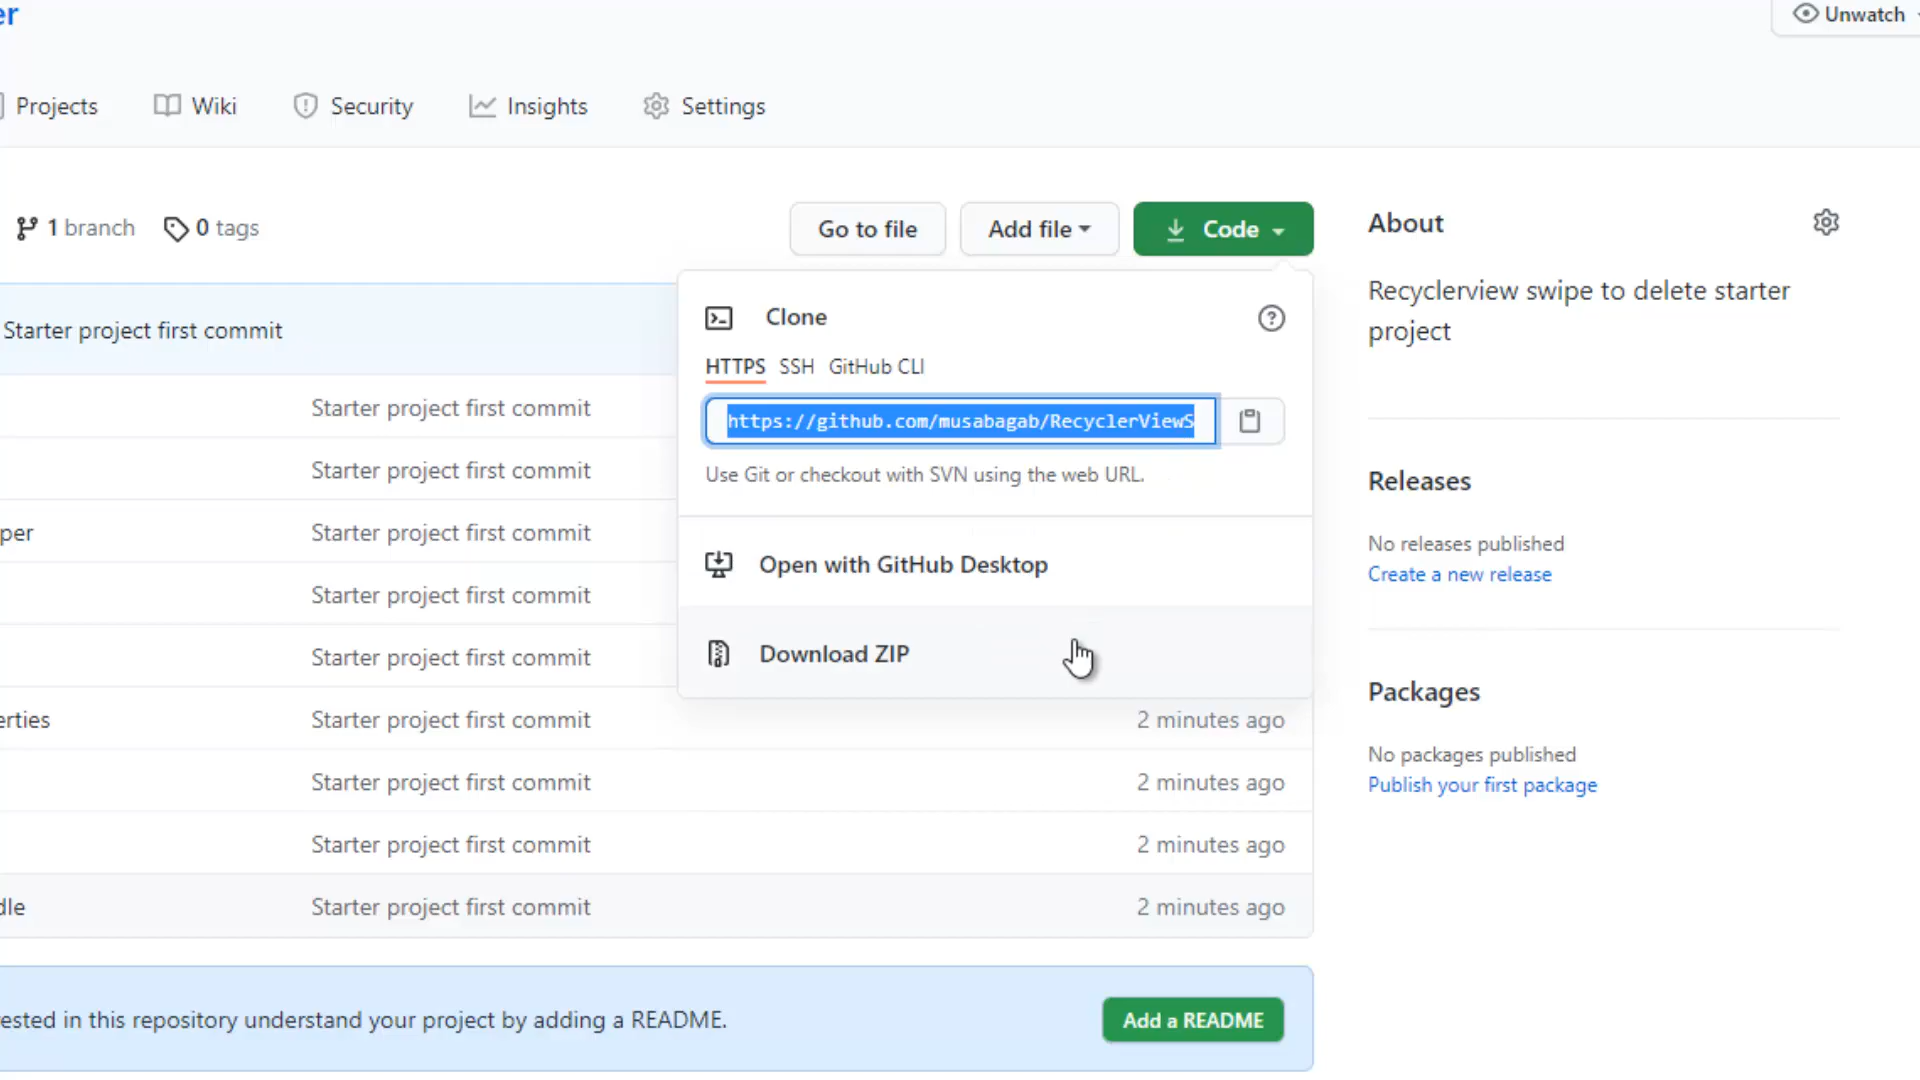 er
Unwatch
Projects
Wiki
Security
Insights
Settings
1 branch
0 tags
Go to file
Add file
Code
Starter project first commit
Clone
HTTPS SSH GitHub CLI
https://github.com/musabagab/RecyclerViewS
Use Git or checkout with SVN using the web URL.
Open with GitHub Desktop
Download ZIP
Starter project first commit
Starter project first commit
per Starter project first commit
Starter project first commit
Starter project first commit
erties Starter project first commit 2 minutes ago
Starter project first commit 2 minutes ago
Starter project first commit 2 minutes ago
dle Starter project first commit 2 minutes ago
ested in this repository understand your project by adding a README.
Add a README
About
Recyclerview swipe to delete starter
project
Releases
No releases published
Create a new release
Packages
No packages published
Publish your first package